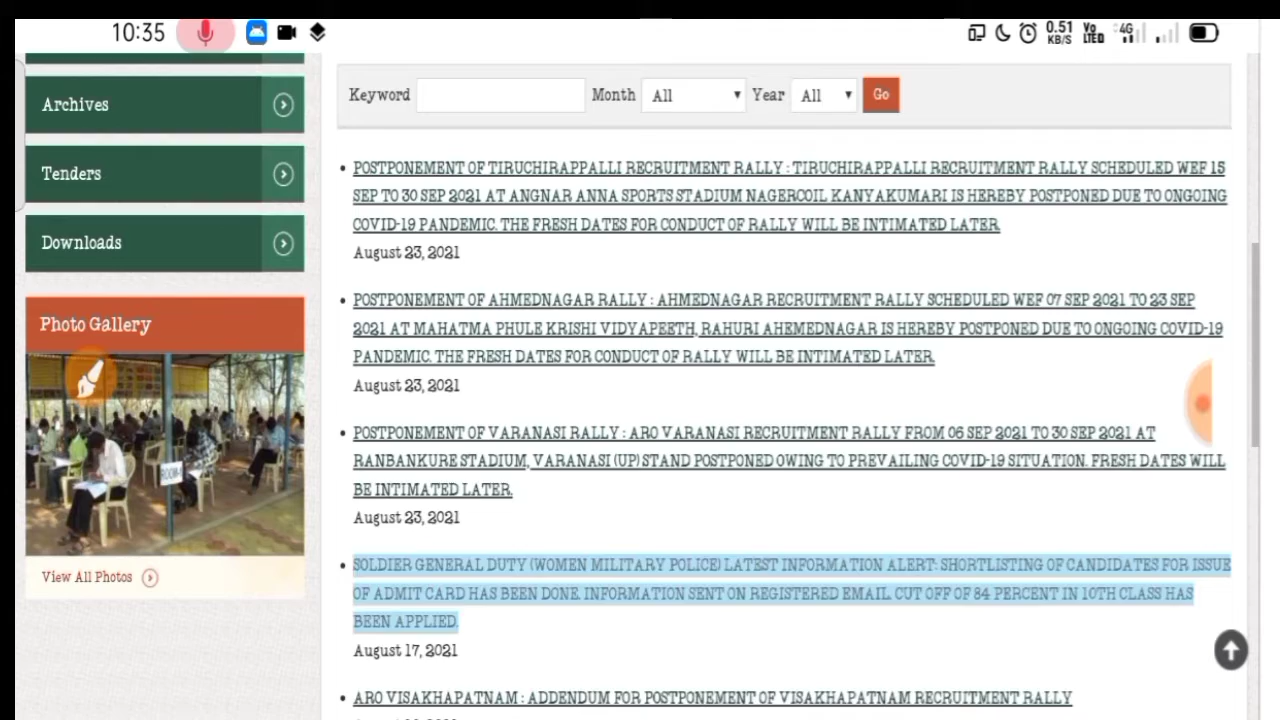 10:35
0.51
KB/S
Vo
LTED
4G
Archives
Tenders
Downloads
Photo Gallery
View All Photos
Keyword
Month
All
Year
All
Go
POSTPONEMENT OF TIRUCHIRAPPALLI RECRUITMENT RALLY : TIRUCHIRAPPALLI RECRUITMENT RALLY SCHEDULED WEF 15
SEP TO 30 SEP 2021 AT ANGNAR ANNA SPORTS STADIUM NAGERCOIL KANYAKUMARI IS HEREBY POSTPONED DUE TO ONGOING
COVID-19 PANDEMIC. THE FRESH DATES FOR CONDUCT OF RALLY WILL BE INTIMATED LATER.
August 23, 2021
POSTPONEMENT OF AHMEDNAGAR RALLY : AHMEDNAGAR RECRUITMENT RALLY SCHEDULED WEF 07 SEP 2021 TO 23 SEP
2021 AT MAHATMA PHULE KRISHI VIDYAPEETH, RAHURI AHEMEDNAGAR IS HEREBY POSTPONED DUE TO ONGOING COVID-19
PANDEMIC. THE FRESH DATES FOR CONDUCT OF RALLY WILL BE INTIMATED LATER.
August 23, 2021
POSTPONEMENT OF VARANASI RALLY : ARO VARANASI RECRUITMENT RALLY FROM 06 SEP 2021 TO 30 SEP 2021 AT
RANBANKURE STADIUM, VARANASI (UP) STAND POSTPONED OWING TO PREVAILING COVID-19 SITUATION. FRESH DATES WILL
BE INTIMATED LATER.
August 23, 2021
SOLDIER GENERAL DUTY (WOMEN MILITARY POLICE) LATEST INFORMATION ALERT: SHORTLISTING OF CANDIDATES FOR ISSUE
OF ADMIT CARD HAS BEEN DONE. INFORMATION SENT ON REGISTERED EMAIL. CUT OFF OF 84 PERCENT IN 10TH CLASS HAS
BEEN APPLIED.
August 17, 2021
ARO VISAKHAPATNAM : ADDENDUM FOR POSTPONEMENT OF VISAKHAPATNAM RECRUITMENT RALLY